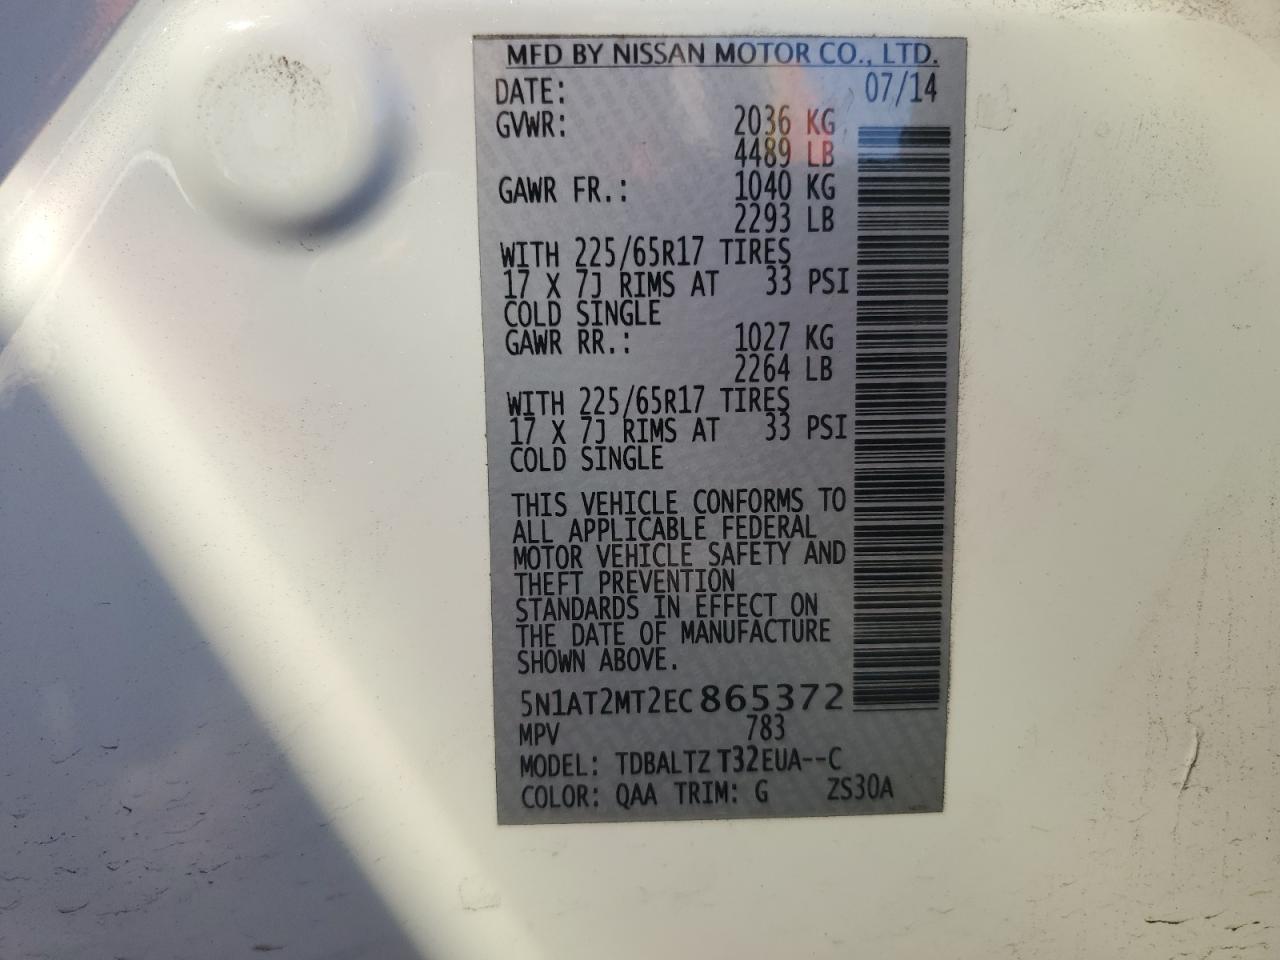 MFD BY NISSAN MOTOR CO., LTD.
DATE: 07/14
GVWR: 2036 KG
4489 LB
GAWR FR.: 1040 KG
2293 LB
WITH 225/65R17 TIRES
17 X 7J RIMS AT 33 PSI
COLD SINGLE
GAWR RR.: 1027 KG
2264 LB
WITH 225/65R17 TIRES
17 X 7J RIMS AT 33 PSI
COLD SINGLE
THIS VEHICLE CONFORMS TO
ALL APPLICABLE FEDERAL
MOTOR VEHICLE SAFETY AND
THEFT PREVENTION
STANDARDS IN EFFECT ON
THE DATE OF MANUFACTURE
SHOWN ABOVE.
5N1AT2MT2EC865372
MPV 783
MODEL: TDBALTZ T32EUA--C
COLOR: QAA TRIM: G ZS30A